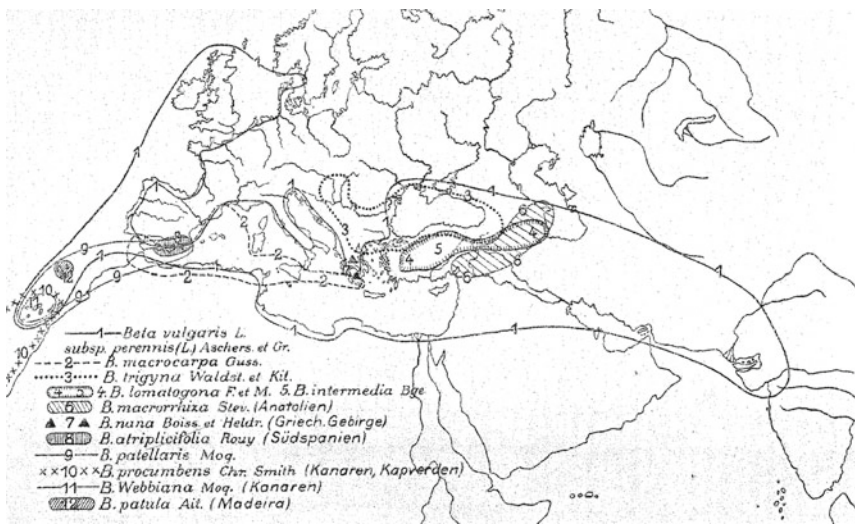 1 Beta vulgaris L.
subsp. perennis (L.) Aschers. et Gr.
2 B. macrocarpa Guss.
3 B. trigyna Waldst. et Kit.
4 5 4. B. lomatogona F. et M. 5. B. intermedia Bge
6 B. macrorrhiza Stev. (Anatolien)
7 B. nana Boiss. et Heldr. (Griech. Gebirge)
8 B. atriplicifolia Rouy (Südspanien)
9 B. patellaris Moq.
××10×× B. procumbens Chr. Smith (Kanaren, Kapverden)
11 B. Webbiana Moq. (Kanaren)
12 B. patula Ait. (Madeira)